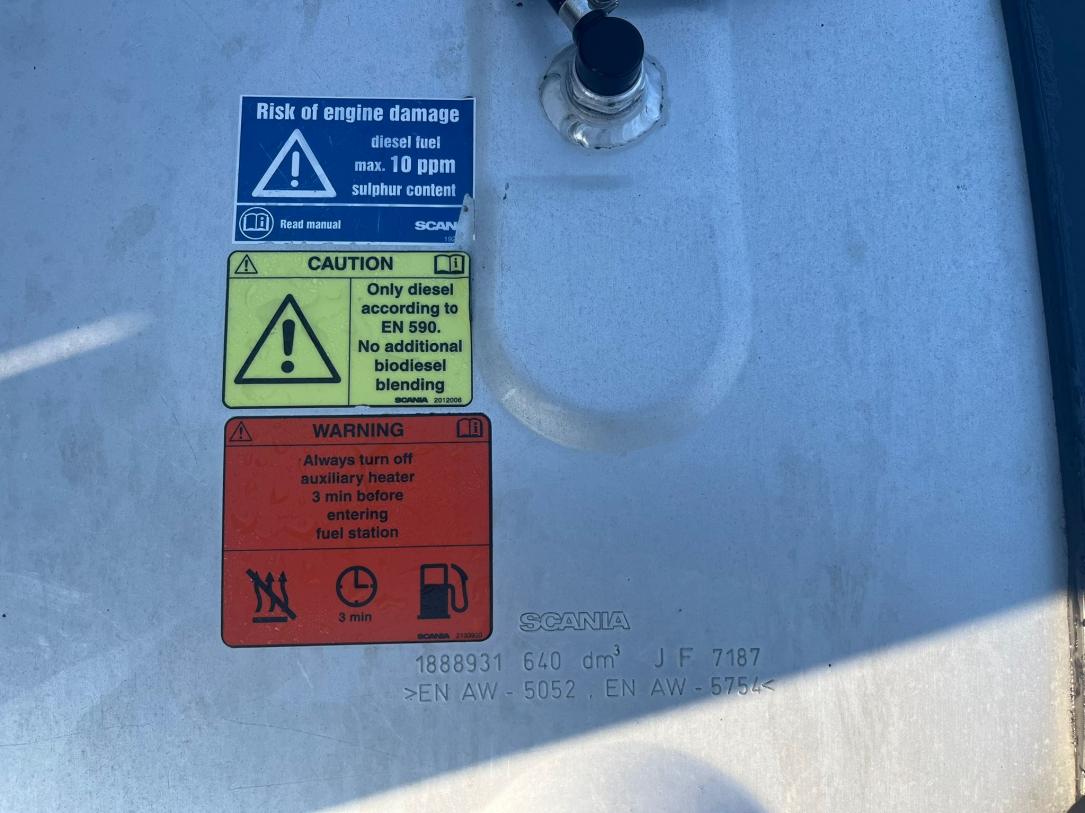 Risk of engine damage
diesel fuel
max. 10 ppm
sulphur content
Read manual
SCAN
CAUTION
Only diesel
according to
EN 590.
No additional
biodiesel
blending
SCANIA 2012006
WARNING
Always turn off
auxiliary heater
3 min before
entering
fuel station
3 min
SCANIA
SCANIA
1888931 640 dm³ J F 7187
>EN AW - 5052 , EN AW - 5754<